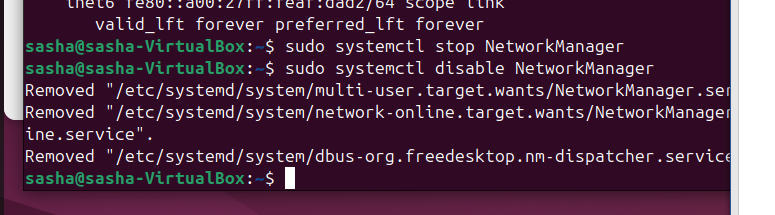 inet6 fe80::a00:27ff:feaf:dad2/64 scope link
valid_lft forever preferred_lft forever
sasha@sasha-VirtualBox:~$ sudo systemctl stop NetworkManager
sasha@sasha-VirtualBox:~$ sudo systemctl disable NetworkManager
Removed "/etc/systemd/system/multi-user.target.wants/NetworkManager.ser
Removed "/etc/systemd/system/network-online.target.wants/NetworkManager
ine.service".
Removed "/etc/systemd/system/dbus-org.freedesktop.nm-dispatcher.service
sasha@sasha-VirtualBox:~$